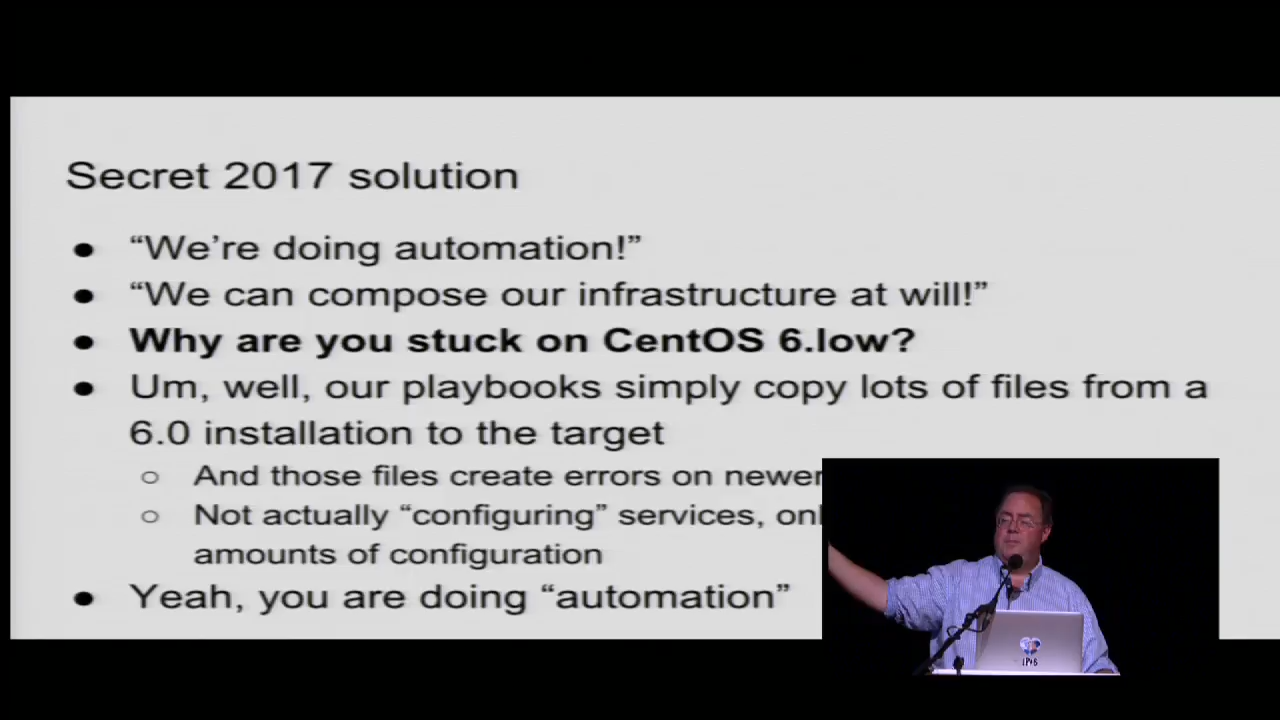 Secret 2017 solution
● “We’re doing automation!”
● “We can compose our infrastructure at will!”
● Why are you stuck on CentOS 6.low?
● Um, well, our playbooks simply copy lots of files from a
6.0 installation to the target
○ And those files create errors on newer
○ Not actually “configuring” services,
amounts of configuration
● Yeah, you are doing “automation”